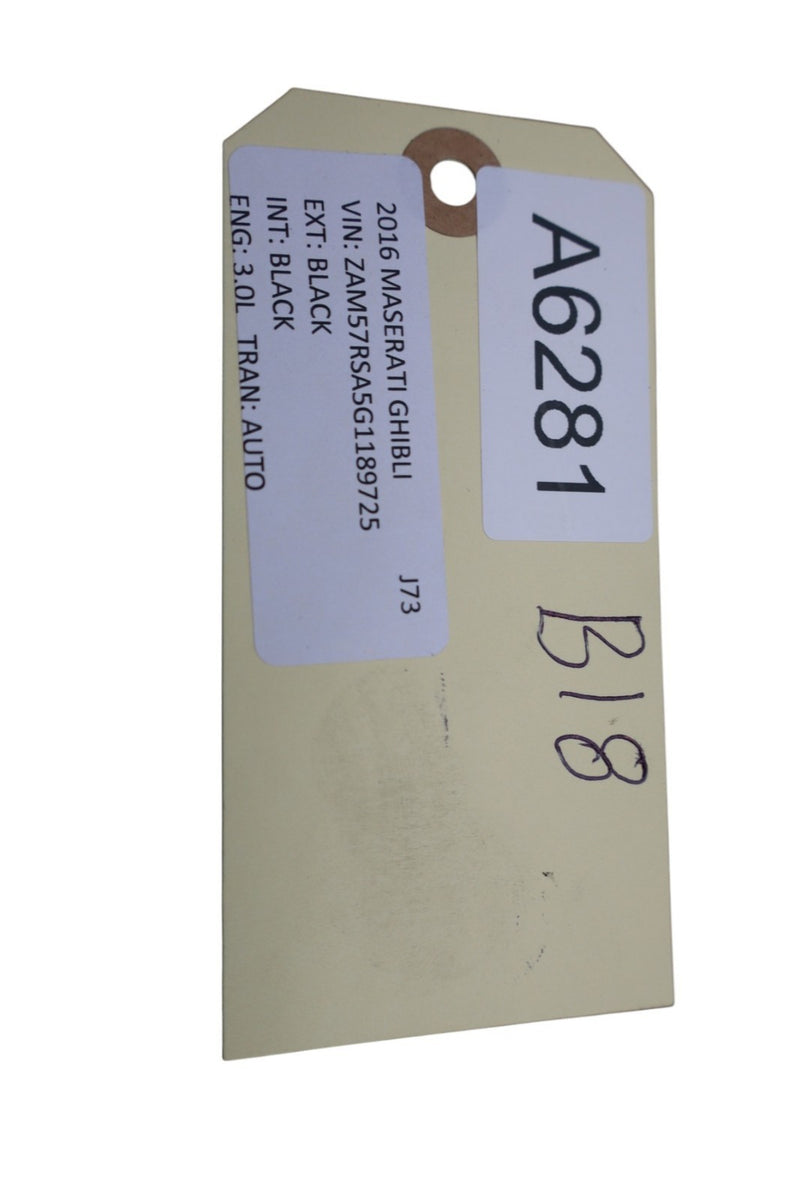 A6281
B18
2016 MASERATI GHIBLI
J73
VIN: ZAM57RSA5G1189725
EXT: BLACK
INT: BLACK
ENG: 3.0L TRAN: AUTO